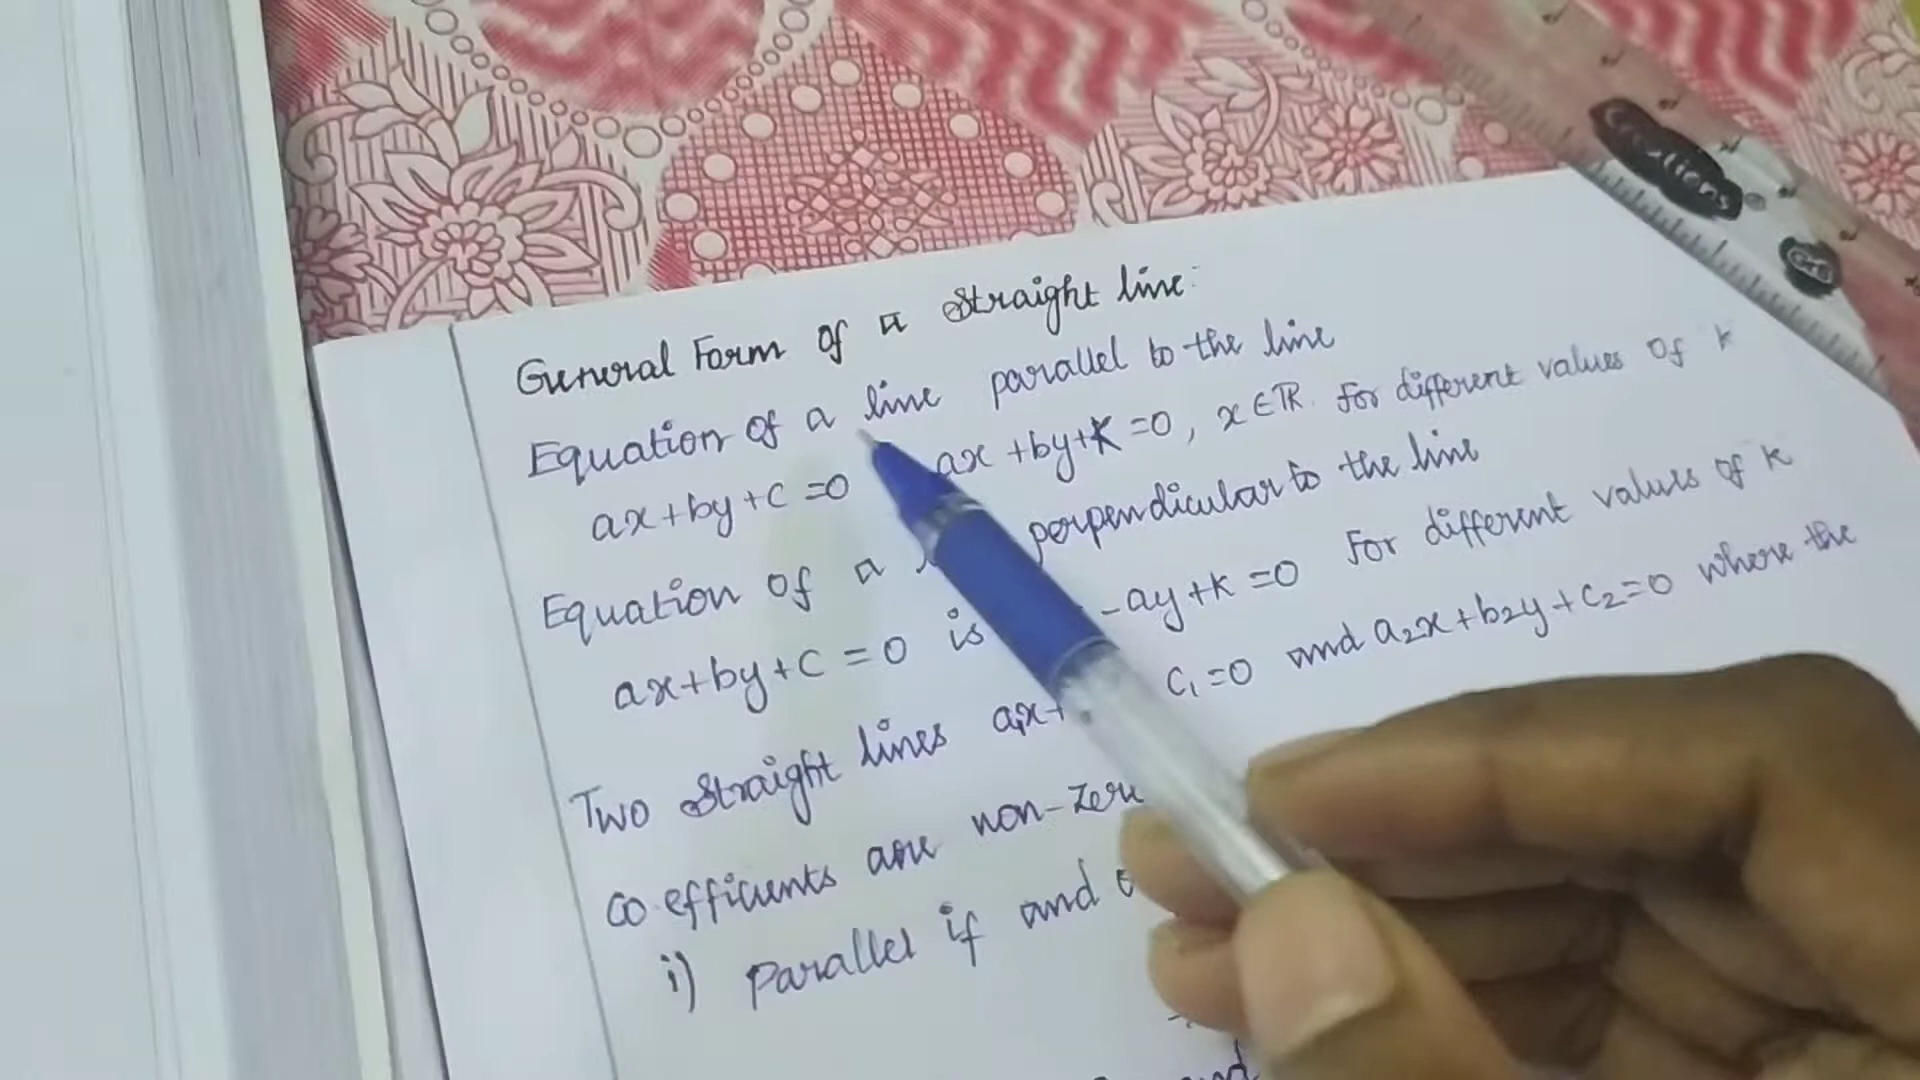 General Form of a Straight line:
Equation of a line parallel to the line
ax+by+c=0 ax+by+k=0, x∈ℝ. For different values of k
Equation of a perpendicular to the line
ax+by+c=0 is -ay+k=0 For different values of k
Two Straight lines a₁x+ c₁=0 and a₂x+b₂y+c₂=0 where the
co-efficients are non-zero
i) parallel if and